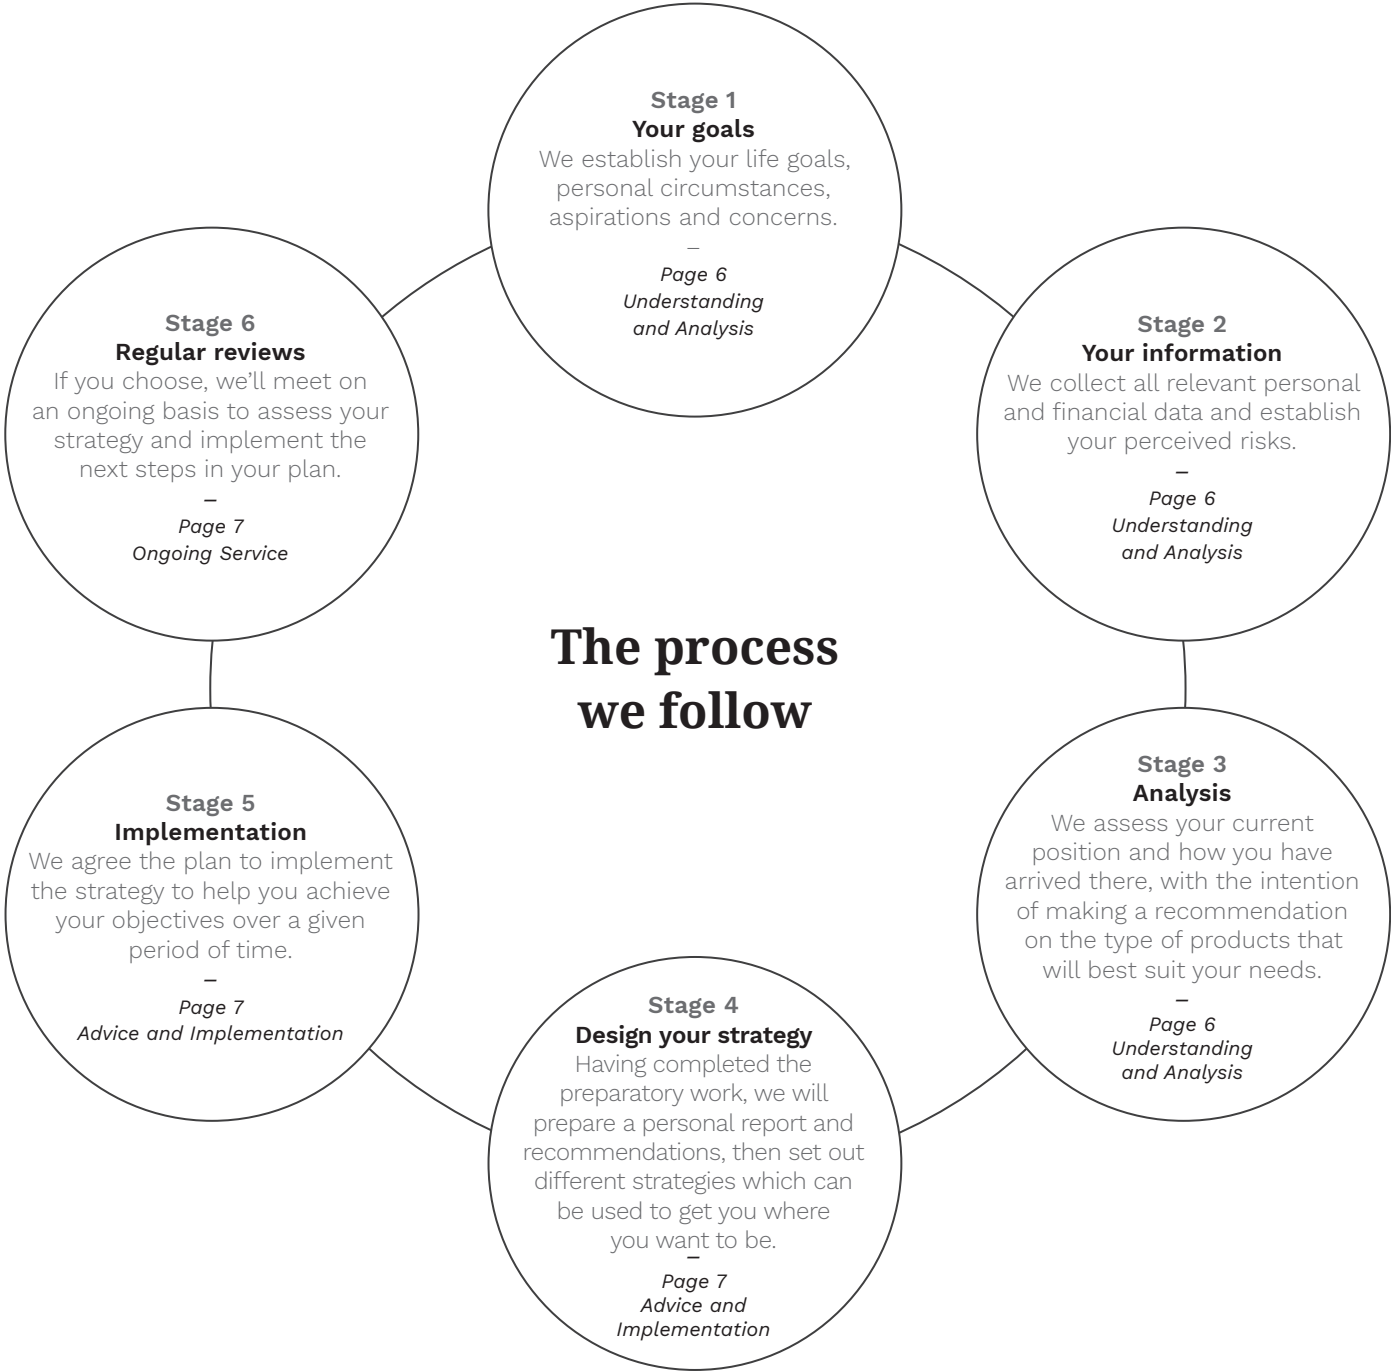 Stage 1
Your goals
We establish your life goals,
personal circumstances,
aspirations and concerns.
–
Page 6
Understanding
and Analysis
Stage 2
Your information
We collect all relevant personal
and financial data and establish
your perceived risks.
–
Page 6
Understanding
and Analysis
Stage 3
Analysis
We assess your current
position and how you have
arrived there, with the intention
of making a recommendation
on the type of products that
will best suit your needs.
–
Page 6
Understanding
and Analysis
Stage 4
Design your strategy
Having completed the
preparatory work, we will
prepare a personal report and
recommendations, then set out
different strategies which can
be used to get you where
you want to be.
–
Page 7
Advice and
Implementation
Stage 5
Implementation
We agree the plan to implement
the strategy to help you achieve
your objectives over a given
period of time.
–
Page 7
Advice and Implementation
Stage 6
Regular reviews
If you choose, we’ll meet on
an ongoing basis to assess your
strategy and implement the
next steps in your plan.
–
Page 7
Ongoing Service
The process
we follow